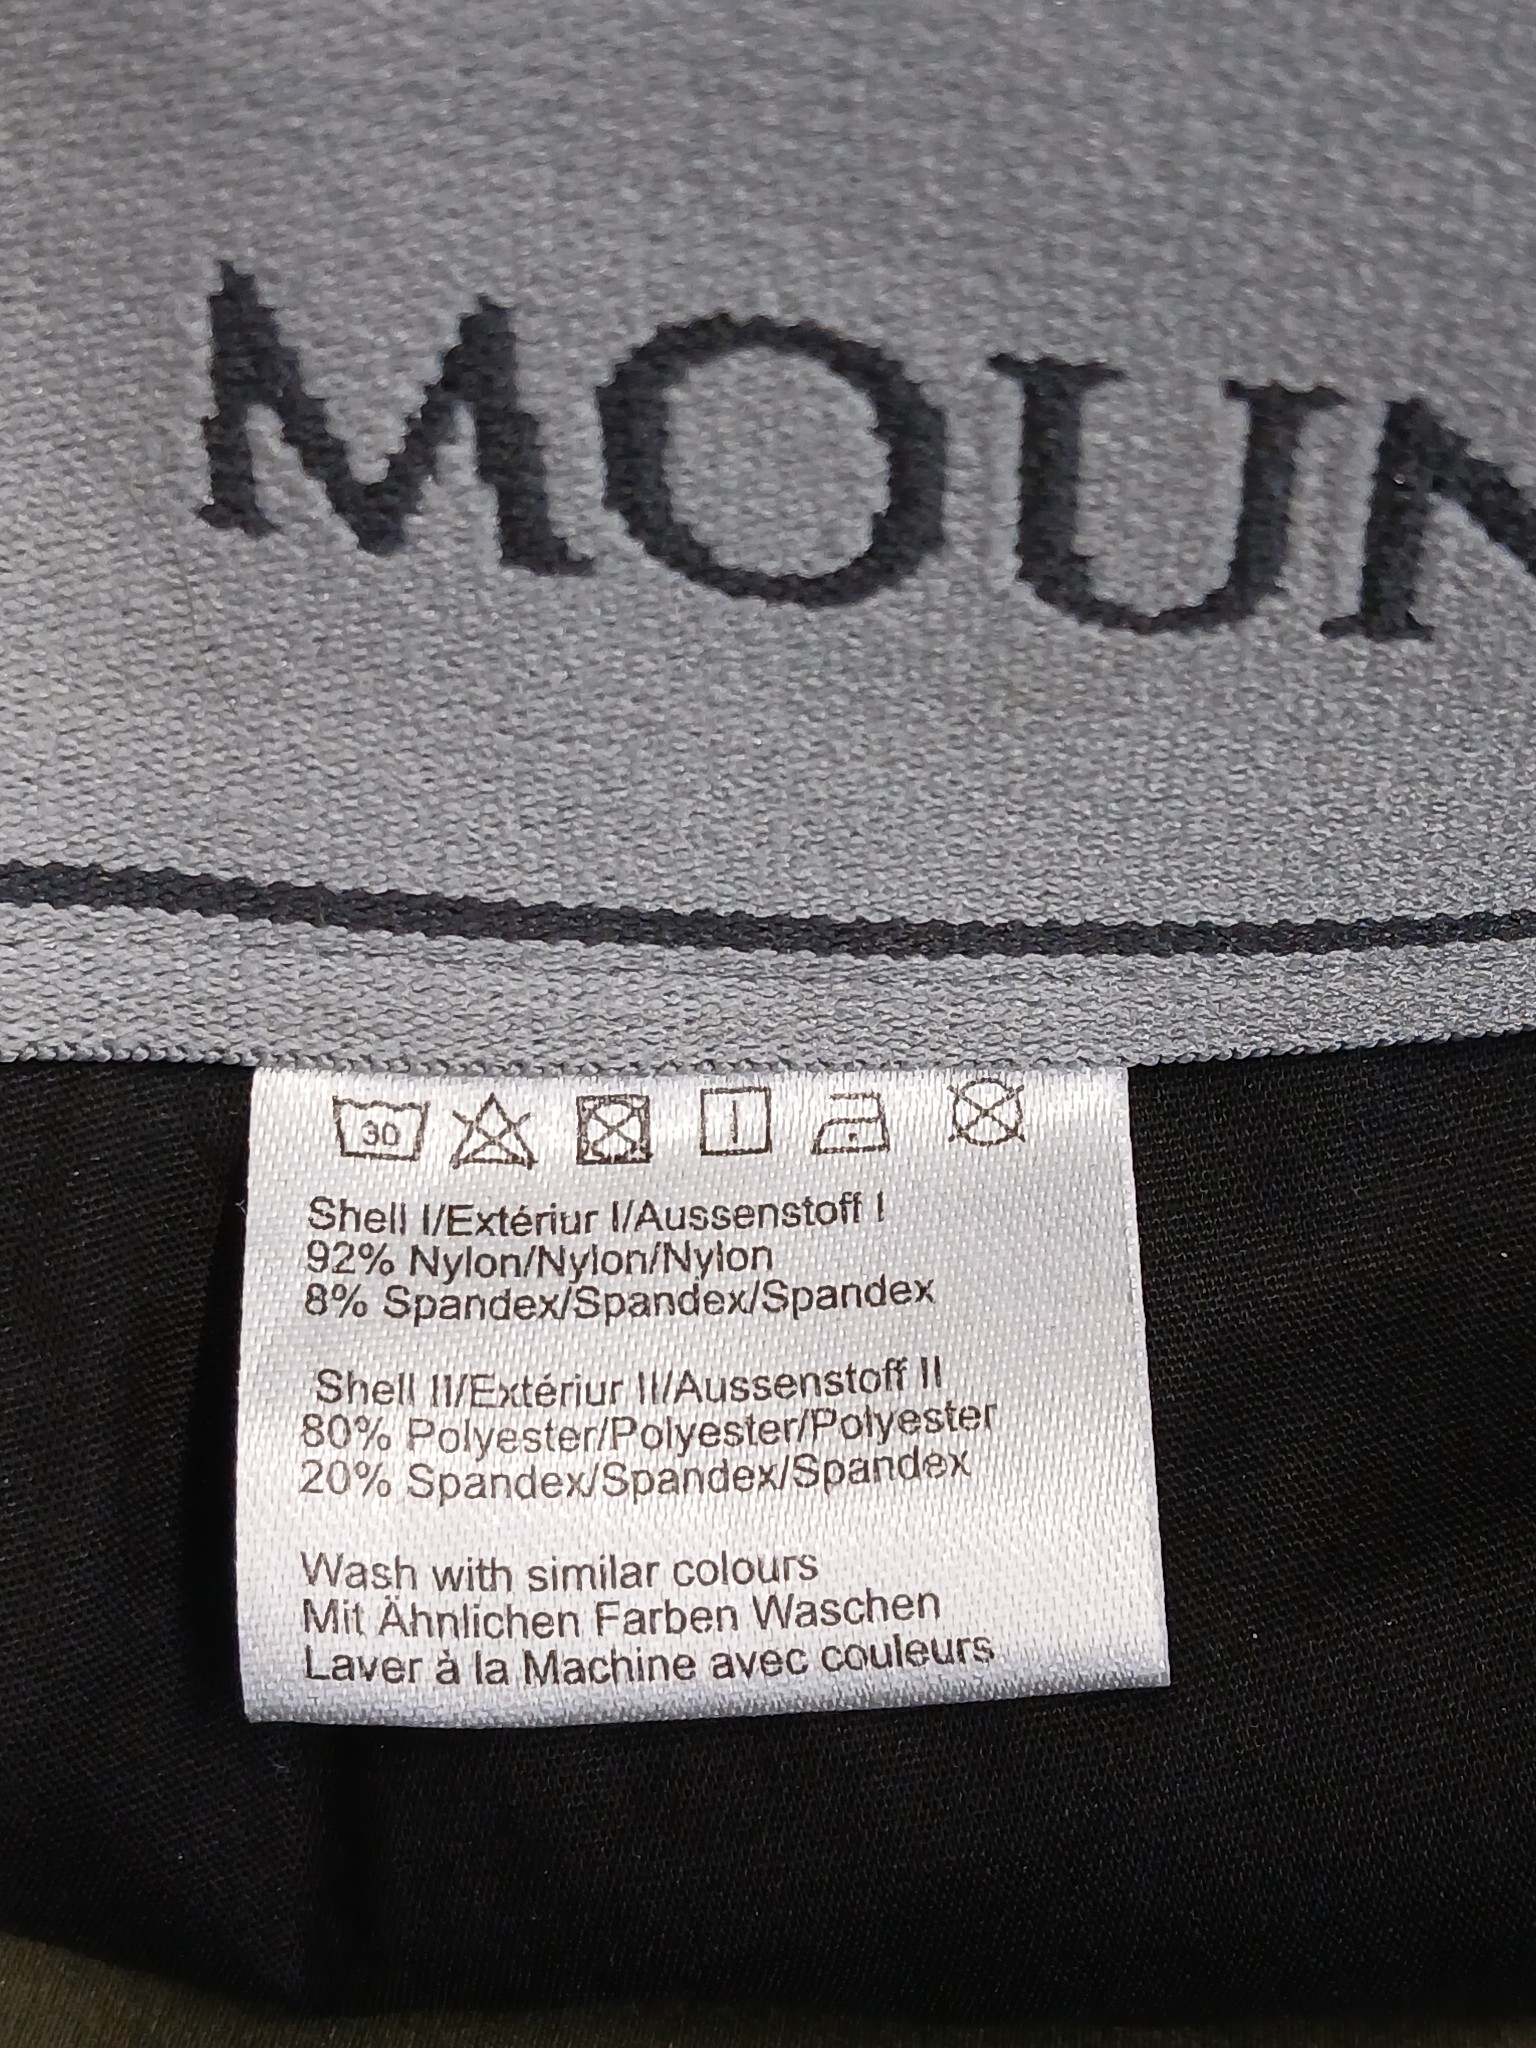 MOUN
30
Shell I/Extériur I/Aussenstoff I
92% Nylon/Nylon/Nylon
8% Spandex/Spandex/Spandex
Shell II/Extériur II/Aussenstoff II
80% Polyester/Polyester/Polyester
20% Spandex/Spandex/Spandex
Wash with similar colours
Mit Ähnlichen Farben Waschen
Laver à la Machine avec couleurs